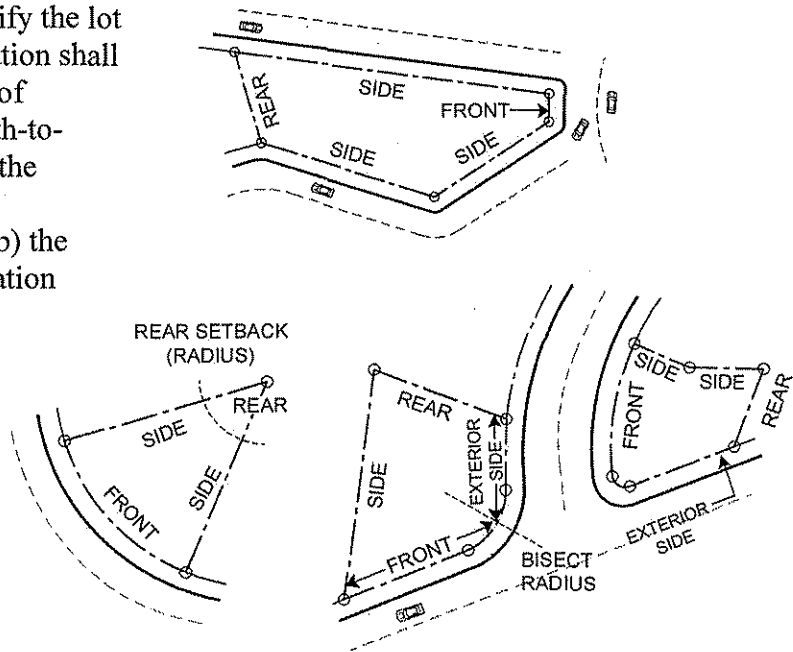 ify the lot
ation shall
of
th-to-
the
b) the
ation
SIDE
REAR
FRONT
SIDE
SIDE
REAR SETBACK
(RADIUS)
REAR
SIDE
SIDE
FRONT
REAR
SIDE
EXTERIOR
SIDE
FRONT
BISECT
RADIUS
SIDE
SIDE
FRONT
REAR
EXTERIOR
SIDE